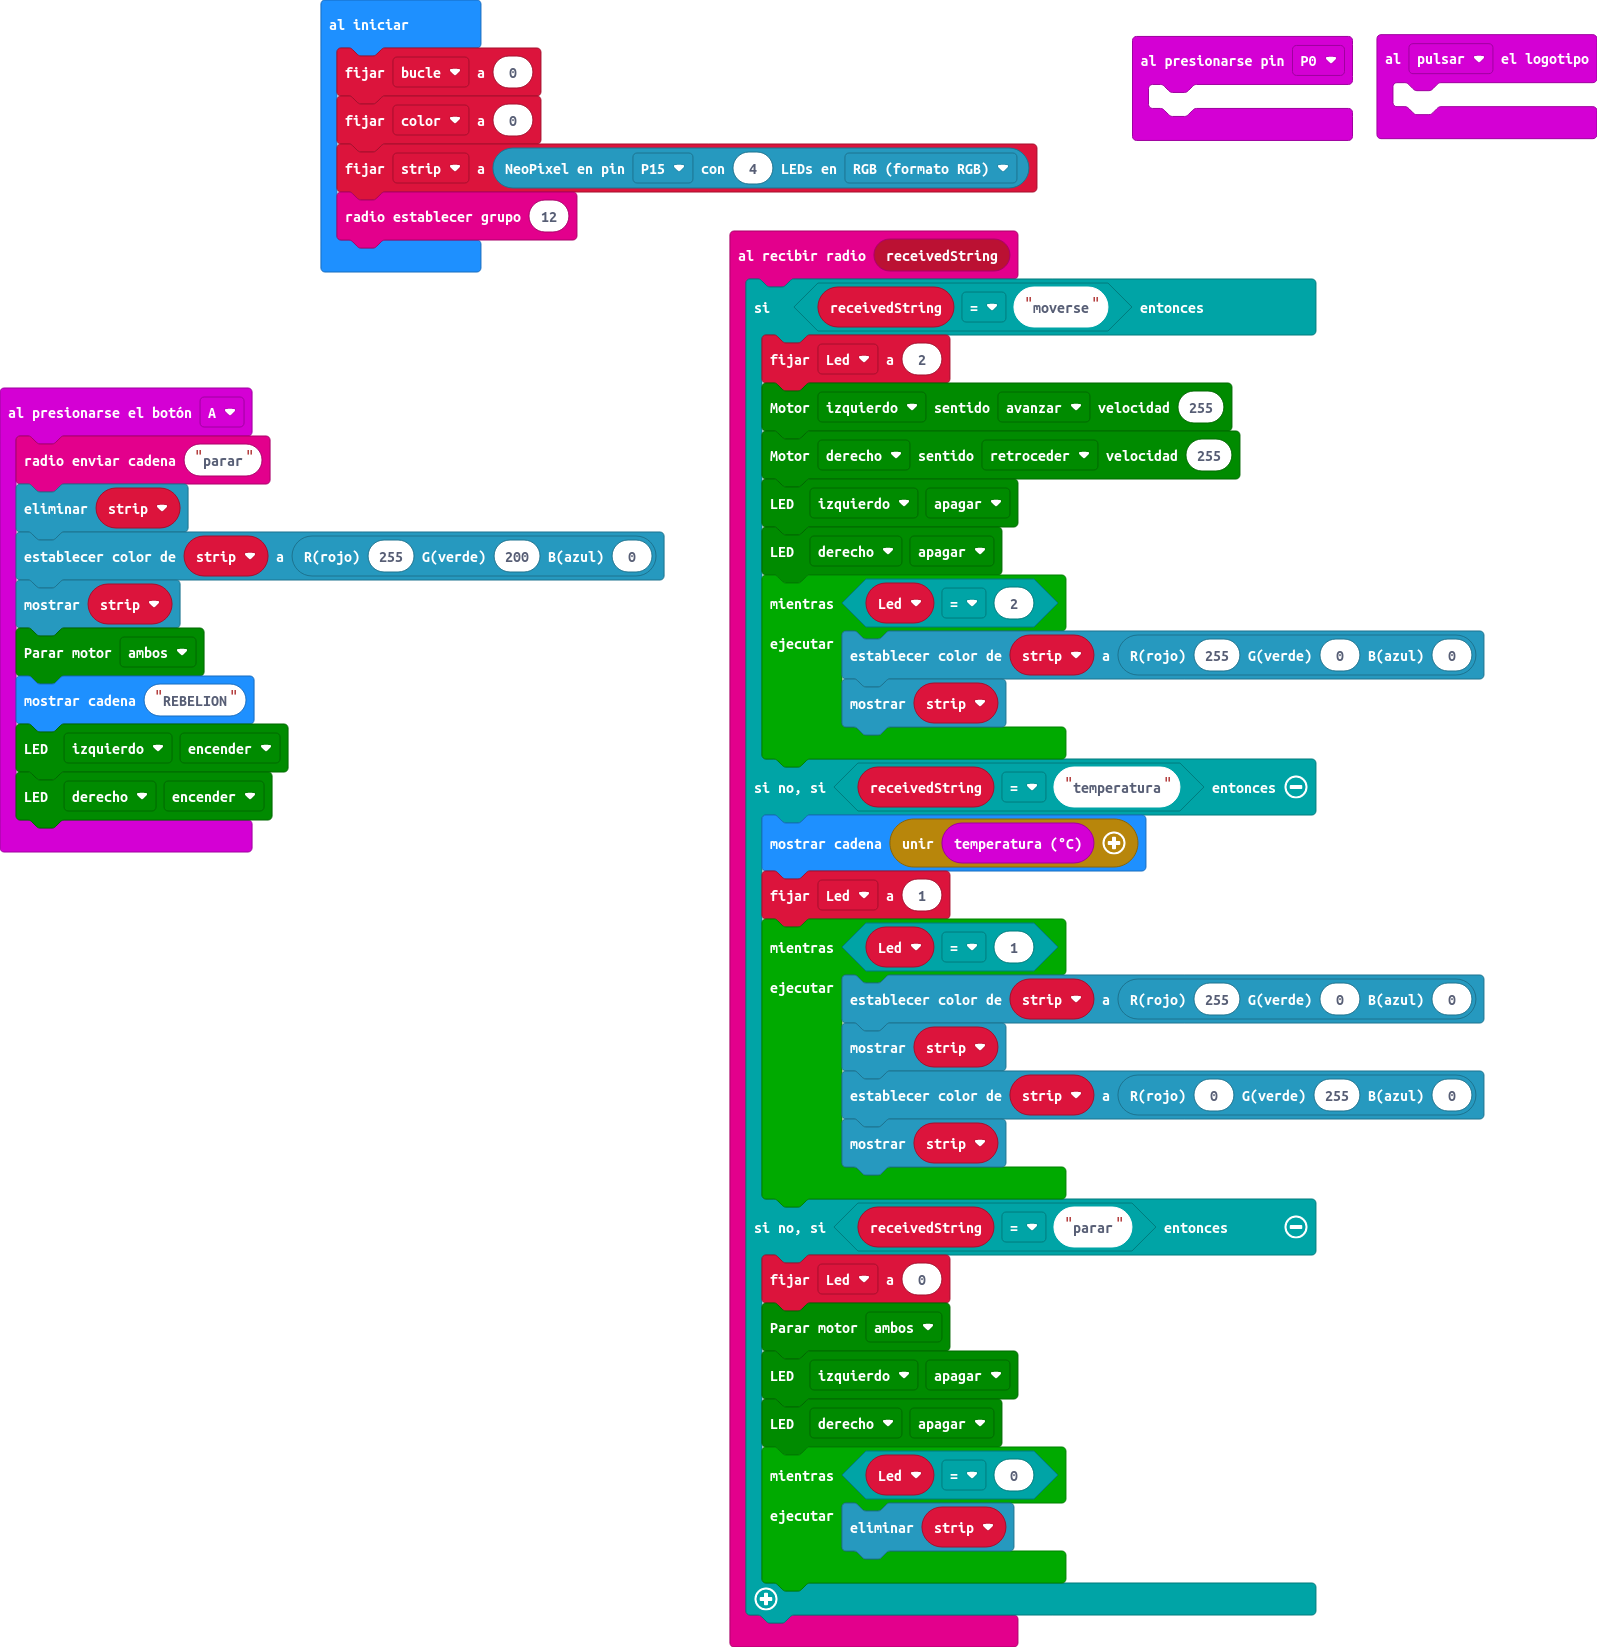 al iniciar
fijar bucle a 0
fijar color a 0
fijar strip a NeoPixel en pin P15 con 4 LEDs en RGB (formato RGB)
radio establecer grupo 12
al presionarse pin P0
al pulsar el logotipo
al presionarse el botón A
radio enviar cadena "parar"
eliminar strip
establecer color de strip a R(rojo) 255 G(verde) 200 B(azul) 0
mostrar strip
Parar motor ambos
mostrar cadena "REBELION"
LED izquierdo encender
LED derecho encender
al recibir radio receivedString
si receivedString = "moverse" entonces
fijar Led a 2
Motor izquierdo sentido avanzar velocidad 255
Motor derecho sentido retroceder velocidad 255
LED izquierdo apagar
LED derecho apagar
mientras Led = 2
ejecutar establecer color de strip a R(rojo) 255 G(verde) 0 B(azul) 0
mostrar strip
si no, si receivedString = "temperatura" entonces
mostrar cadena unir temperatura (°C)
fijar Led a 1
mientras Led = 1
ejecutar establecer color de strip a R(rojo) 255 G(verde) 0 B(azul) 0
mostrar strip
establecer color de strip a R(rojo) 0 G(verde) 255 B(azul) 0
mostrar strip
si no, si receivedString = "parar" entonces
fijar Led a 0
Parar motor ambos
LED izquierdo apagar
LED derecho apagar
mientras Led = 0
ejecutar eliminar strip